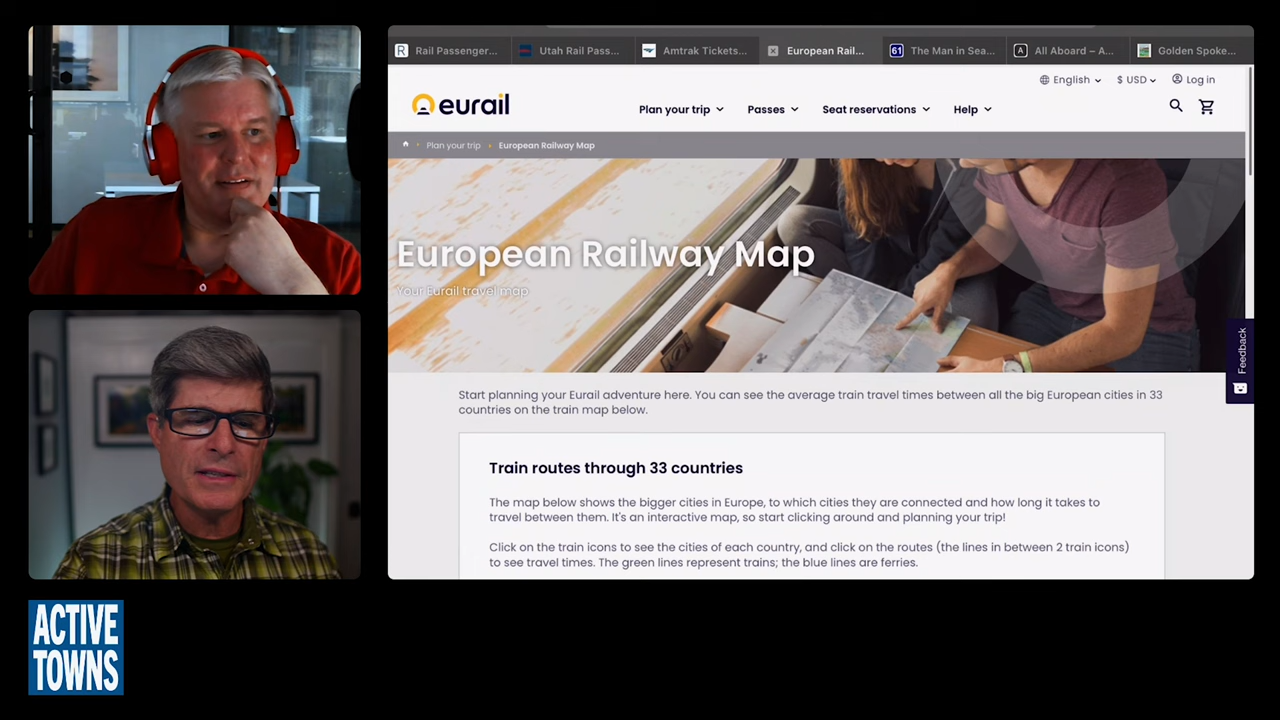 Rail Passenger...
Utah Rail Pass...
Amtrak Tickets...
European Rail...
61 The Man in Sea...
A All Aboard – A...
Golden Spoke...
English
$ USD
Log in
eurail
Plan your trip
Passes
Seat reservations
Help
Plan your trip
European Railway Map
European Railway Map
Your Eurail travel map
Feedback
Start planning your Eurail adventure here. You can see the average train travel times between all the big European cities in 33
countries on the train map below.
Train routes through 33 countries
The map below shows the bigger cities in Europe, to which cities they are connected and how long it takes to
travel between them. It's an interactive map, so start clicking around and planning your trip!
Click on the train icons to see the cities of each country, and click on the routes (the lines in between 2 train icons)
to see travel times. The green lines represent trains; the blue lines are ferries.
ACTIVE
TOWNS